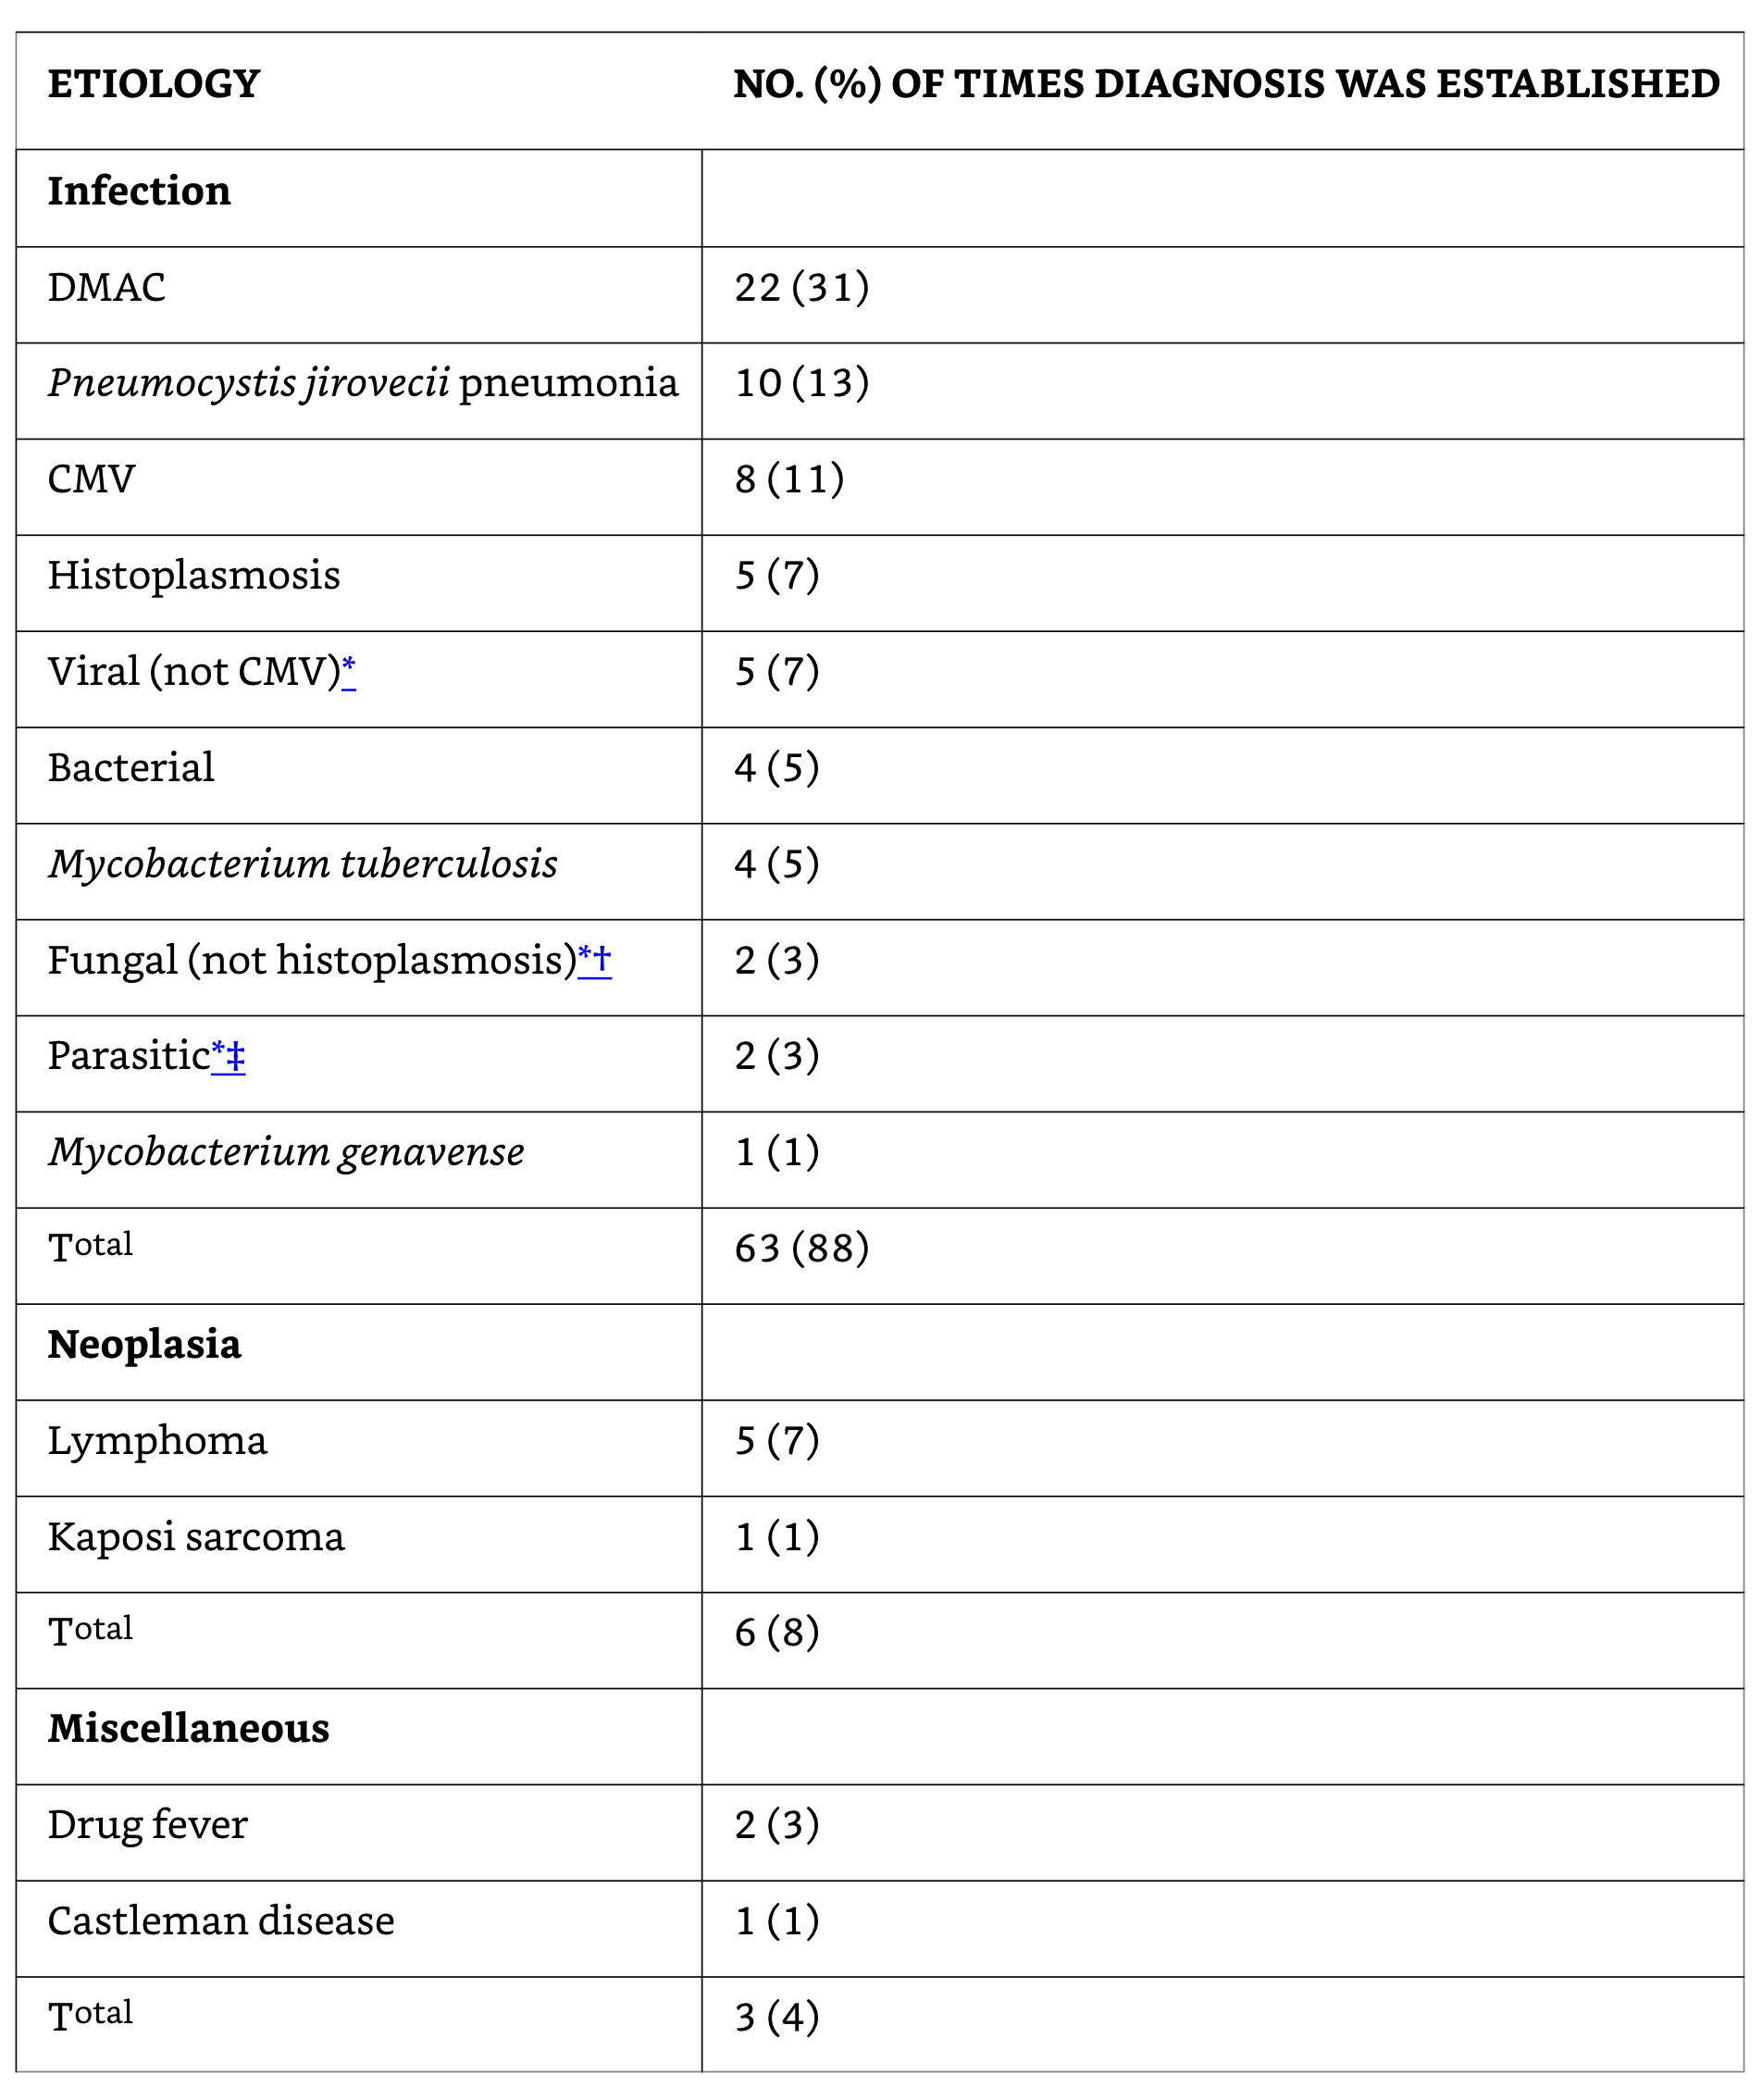 ETIOLOGY NO. (%) OF TIMES DIAGNOSIS WAS ESTABLISHED
Infection
DMAC 22 (31)
Pneumocystis jirovecii pneumonia 10 (13)
CMV 8 (11)
Histoplasmosis 5 (7)
Viral (not CMV)* 5 (7)
Bacterial 4 (5)
Mycobacterium tuberculosis 4 (5)
Fungal (not histoplasmosis)*† 2 (3)
Parasitic*‡ 2 (3)
Mycobacterium genavense 1 (1)
Total 63 (88)
Neoplasia
Lymphoma 5 (7)
Kaposi sarcoma 1 (1)
Total 6 (8)
Miscellaneous
Drug fever 2 (3)
Castleman disease 1 (1)
Total 3 (4)